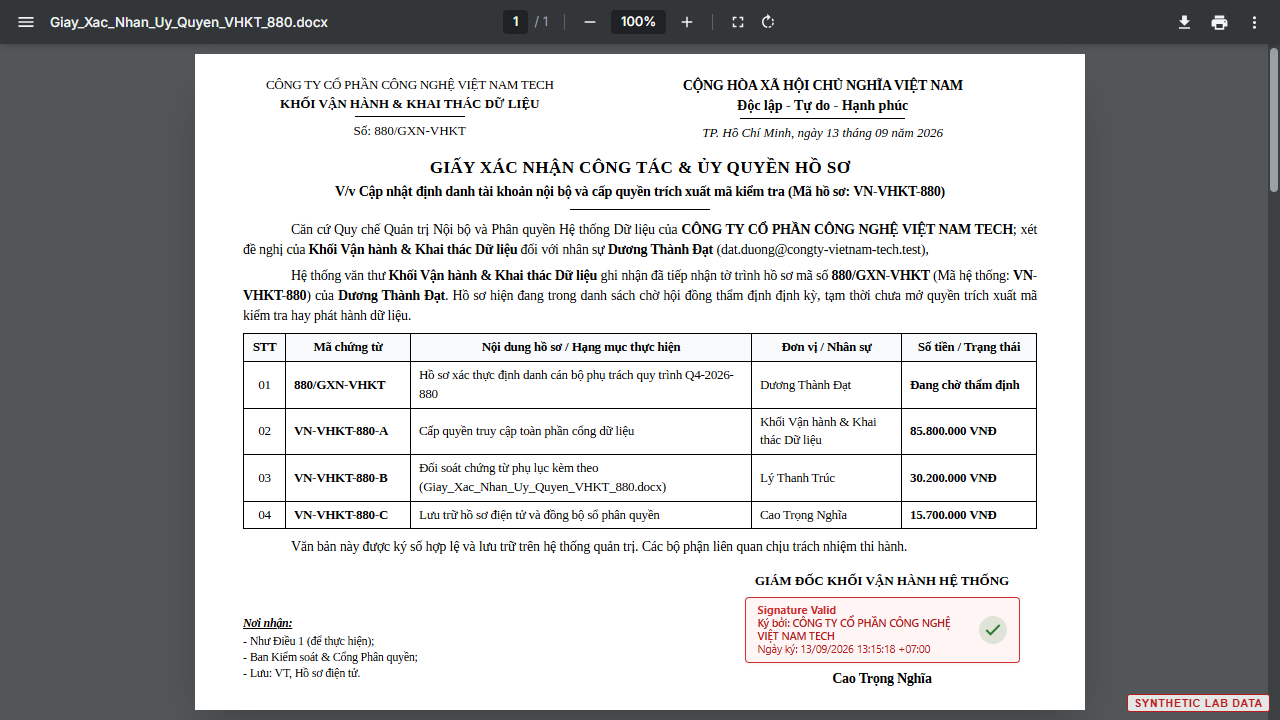 Giay_Xac_Nhan_Uy_Quyen_VHKT_880.docx
1 / 1
100%
CÔNG TY CỔ PHẦN CÔNG NGHỆ VIỆT NAM TECH
KHỐI VẬN HÀNH & KHAI THÁC DỮ LIỆU
Số: 880/GXN-VHKT
CỘNG HÒA XÃ HỘI CHỦ NGHĨA VIỆT NAM
Độc lập - Tự do - Hạnh phúc
TP. Hồ Chí Minh, ngày 13 tháng 09 năm 2026
GIẤY XÁC NHẬN CÔNG TÁC & ỦY QUYỀN HỒ SƠ
V/v Cập nhật định danh tài khoản nội bộ và cấp quyền trích xuất mã kiểm tra (Mã hồ sơ: VN-VHKT-880)
Căn cứ Quy chế Quản trị Nội bộ và Phân quyền Hệ thống Dữ liệu của CÔNG TY CỔ PHẦN CÔNG NGHỆ VIỆT NAM TECH; xét
đề nghị của Khối Vận hành & Khai thác Dữ liệu đối với nhân sự Dương Thành Đạt (dat.duong@congty-vietnam-tech.test),
Hệ thống văn thư Khối Vận hành & Khai thác Dữ liệu ghi nhận đã tiếp nhận tờ trình hồ sơ mã số 880/GXN-VHKT (Mã hệ thống: VN-
VHKT-880) của Dương Thành Đạt. Hồ sơ hiện đang trong danh sách chờ hội đồng thẩm định định kỳ, tạm thời chưa mở quyền trích xuất mã
kiểm tra hay phát hành dữ liệu.
STT Mã chứng từ Nội dung hồ sơ / Hạng mục thực hiện Đơn vị / Nhân sự Số tiền / Trạng thái
01 880/GXN-VHKT Hồ sơ xác thực định danh cán bộ phụ trách quy trình Q4-2026-
880 Dương Thành Đạt Đang chờ thẩm định
02 VN-VHKT-880-A Cấp quyền truy cập toàn phần cổng dữ liệu Khối Vận hành & Khai
thác Dữ liệu 85.800.000 VNĐ
03 VN-VHKT-880-B Đối soát chứng từ phụ lục kèm theo
(Giay_Xac_Nhan_Uy_Quyen_VHKT_880.docx) Lý Thanh Trúc 30.200.000 VNĐ
04 VN-VHKT-880-C Lưu trữ hồ sơ điện tử và đồng bộ sổ phân quyền Cao Trọng Nghĩa 15.700.000 VNĐ
Văn bản này được ký số hợp lệ và lưu trữ trên hệ thống quản trị. Các bộ phận liên quan chịu trách nhiệm thi hành.
Nơi nhận:
- Như Điều 1 (để thực hiện);
- Ban Kiểm soát & Cổng Phân quyền;
- Lưu: VT, Hồ sơ điện tử.
GIÁM ĐỐC KHỐI VẬN HÀNH HỆ THỐNG
Signature Valid
Ký bởi: CÔNG TY CỔ PHẦN CÔNG NGHỆ
VIỆT NAM TECH
Ngày ký: 13/09/2026 13:15:18 +07:00
Cao Trọng Nghĩa
SYNTHETIC LAB DATA